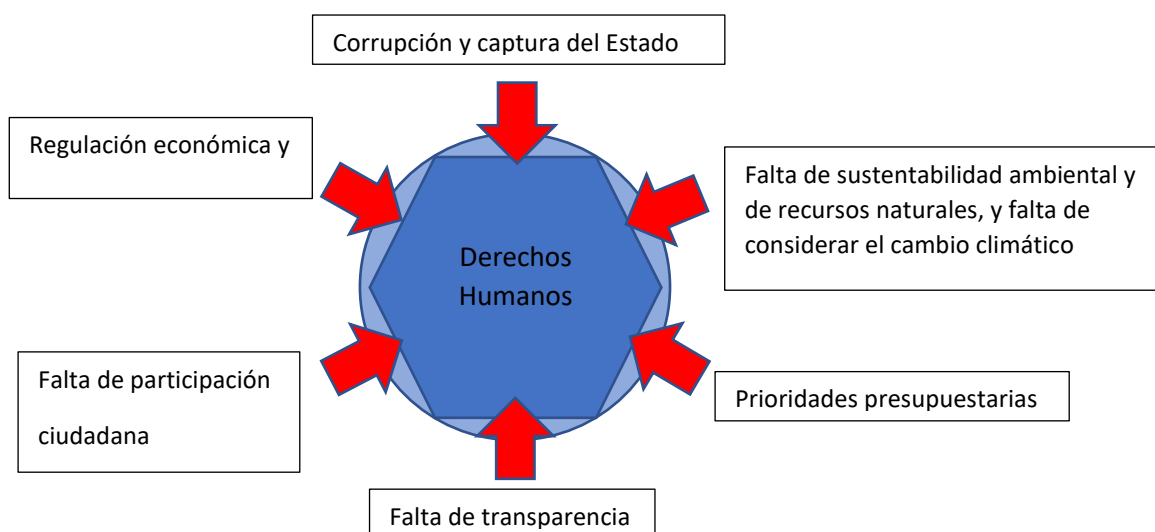 Corrupción y captura del Estado
Regulación económica y
Falta de sustentabilidad ambiental y
de recursos naturales, y falta de
considerar el cambio climático
Derechos
Humanos
Falta de participación
ciudadana
Prioridades presupuestarias
Falta de transparencia